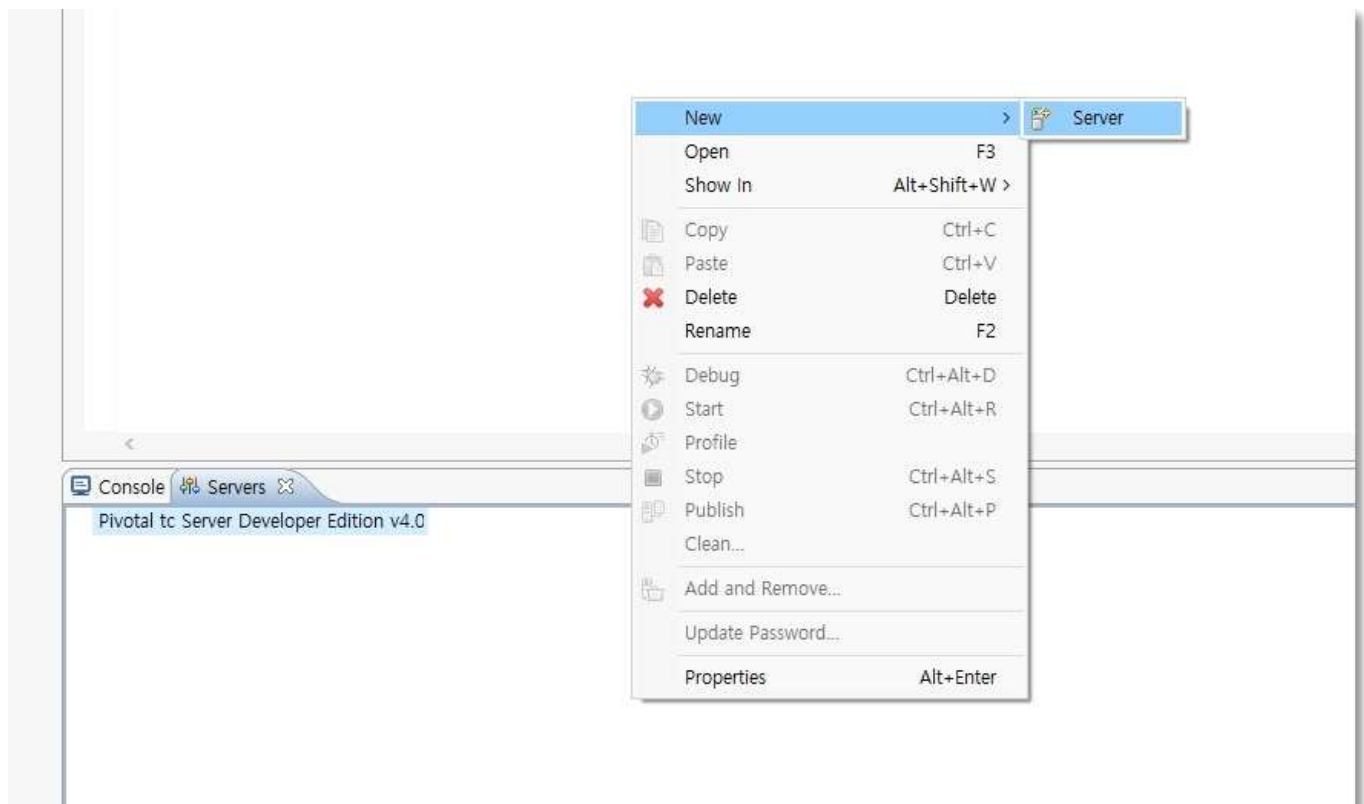 New > Server
Open F3
Show In Alt+Shift+W >
Copy Ctrl+C
Paste Ctrl+V
Delete Delete
Rename F2
Debug Ctrl+Alt+D
Start Ctrl+Alt+R
Profile
Stop Ctrl+Alt+S
Publish Ctrl+Alt+P
Clean...
Add and Remove...
Update Password...
Properties Alt+Enter
Console Servers
Pivotal tc Server Developer Edition v4.0